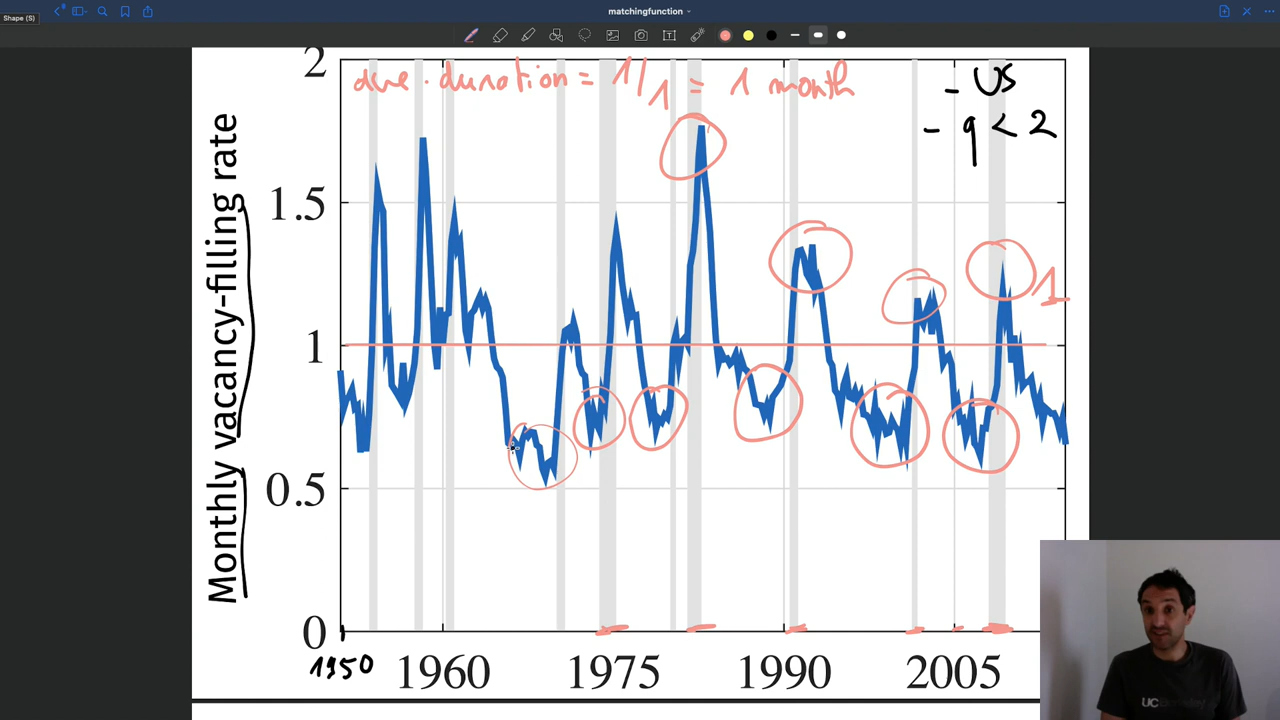 Shape (S)
matchingfunction
ave. duration = 1/1 = 1 month
- US
- q < 2
Monthly vacancy-filling rate
2
1.5
1
0.5
0
1
1950 1960 1975 1990 2005
UC